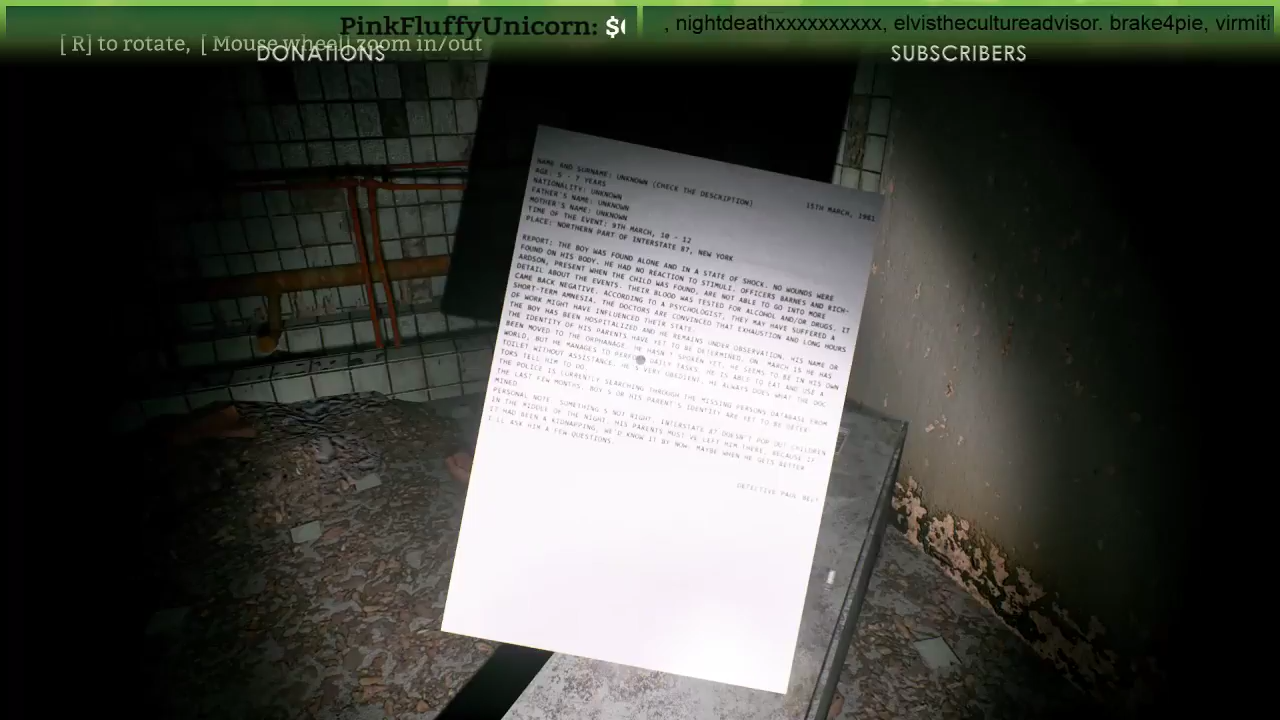 PinkFluffyUnicorn: $
, nightdeathxxxxxxxxxx, elvisthecultureadvisor. brake4pie, virmiti
[ R] to rotate, [ Mouse wheel] zoom in/out
DONATIONS
SUBSCRIBERS
15TH MARCH, 1981
NAME AND SURNAME: UNKNOWN (CHECK THE DESCRIPTION)
AGE: 5 - 7 YEARS
NATIONALITY: UNKNOWN
FATHER'S NAME: UNKNOWN
MOTHER'S NAME: UNKNOWN
TIME OF THE EVENT: 9TH MARCH, 10 - 12
PLACE: NORTHERN PART OF INTERSTATE 87, NEW YORK
REPORT: THE BOY WAS FOUND ALONE AND IN A STATE OF SHOCK. NO WOUNDS WERE
FOUND ON HIS BODY. HE HAD NO REACTION TO STIMULI. OFFICERS BARNES AND RICH-
ARDSON, PRESENT WHEN THE CHILD WAS FOUND, ARE NOT ABLE TO GO INTO MORE
DETAIL ABOUT THE EVENTS. THEIR BLOOD WAS TESTED FOR ALCOHOL AND/OR DRUGS. IT
CAME BACK NEGATIVE. ACCORDING TO A PSYCHOLOGIST, THEY MAY HAVE SUFFERED A
SHORT-TERM AMNESIA. THE DOCTORS ARE CONVINCED THAT EXHAUSTION AND LONG HOURS
OF WORK MIGHT HAVE INFLUENCED THEIR STATE.
THE BOY HAS BEEN HOSPITALIZED AND HE REMAINS UNDER OBSERVATION. HIS NAME OR
THE IDENTITY OF HIS PARENTS HAVE YET TO BE DETERMINED. ON MARCH 15 HE HAS
BEEN MOVED TO THE ORPHANAGE. HE HASN'T SPOKEN YET. HE SEEMS TO BE IN HIS OWN
WORLD, BUT HE MANAGES TO PERFORM DAILY TASKS. HE IS ABLE TO EAT AND USE A
TOILET WITHOUT ASSISTANCE. HE IS VERY OBEDIENT. HE ALWAYS DOES WHAT THE DOC
TORS TELL HIM TO DO.
THE POLICE IS CURRENTLY SEARCHING THROUGH THE MISSING PERSONS DATABASE FROM
THE LAST FEW MONTHS. BOY'S OR HIS PARENT'S IDENTITY ARE YET TO BE DETER
MINED.
PERSONAL NOTE: SOMETHING'S NOT RIGHT. INTERSTATE 87 DOESN'T POP OUT CHILDREN
IN THE MIDDLE OF THE NIGHT. HIS PARENTS MUST'VE LEFT HIM THERE, BECAUSE IF
IT HAD BEEN A KIDNAPPING, WE'D KNOW IT BY NOW. MAYBE WHEN HE GETS BETTER
I'LL ASK HIM A FEW QUESTIONS.
DETECTIVE PAUL